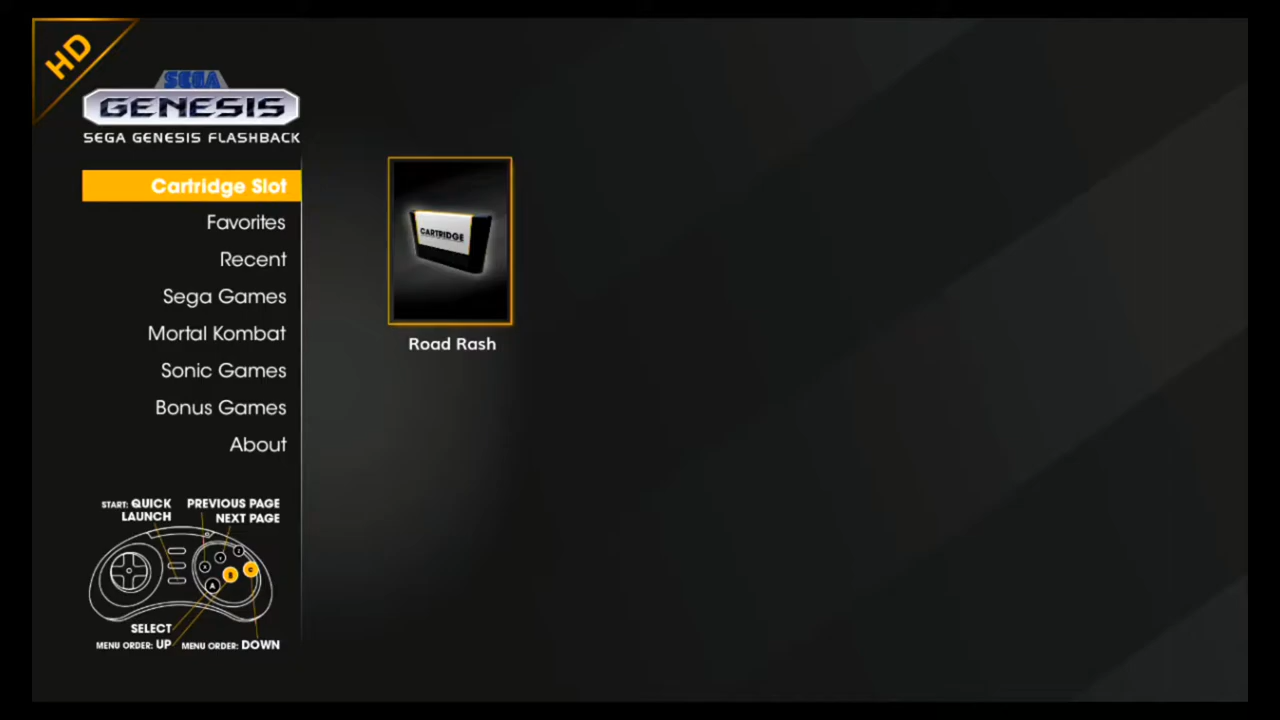 HD
SEGA
GENESIS
SEGA GENESIS FLASHBACK
Cartridge Slot
Favorites
Recent
Sega Games
Mortal Kombat
Sonic Games
Bonus Games
About
CARTRIDGE
Road Rash
START: QUICK
LAUNCH
PREVIOUS PAGE
NEXT PAGE
X
Y
Z
A
B
C
SELECT
MENU ORDER: UP
MENU ORDER: DOWN